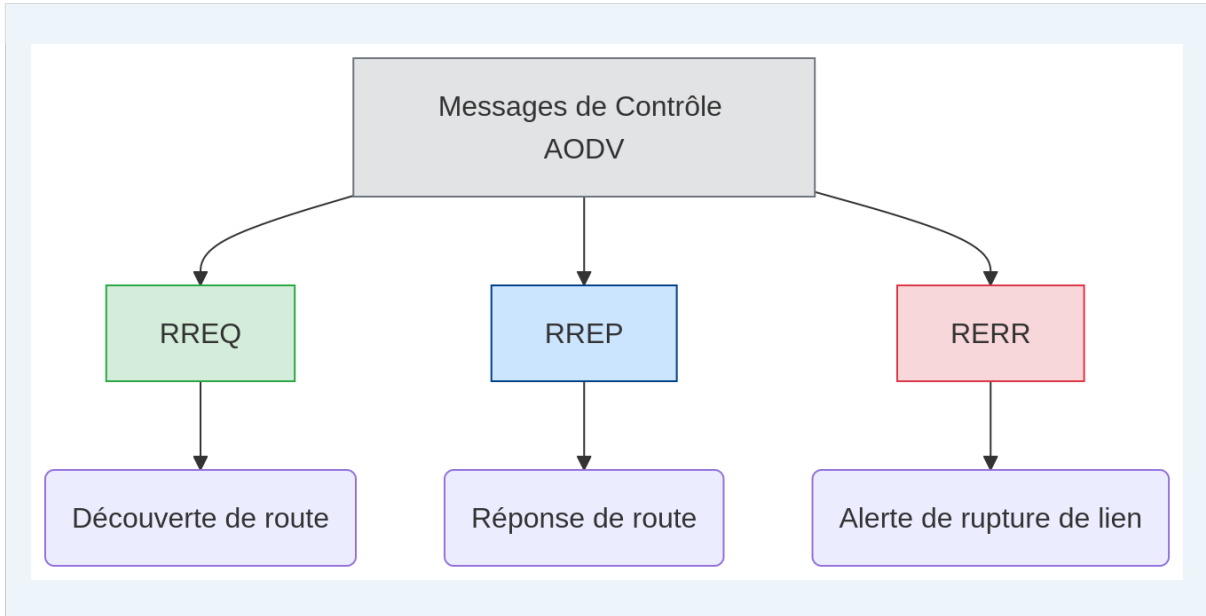 Messages de Contrôle
AODV
RREQ
RREP
RERR
Découverte de route
Réponse de route
Alerte de rupture de lien